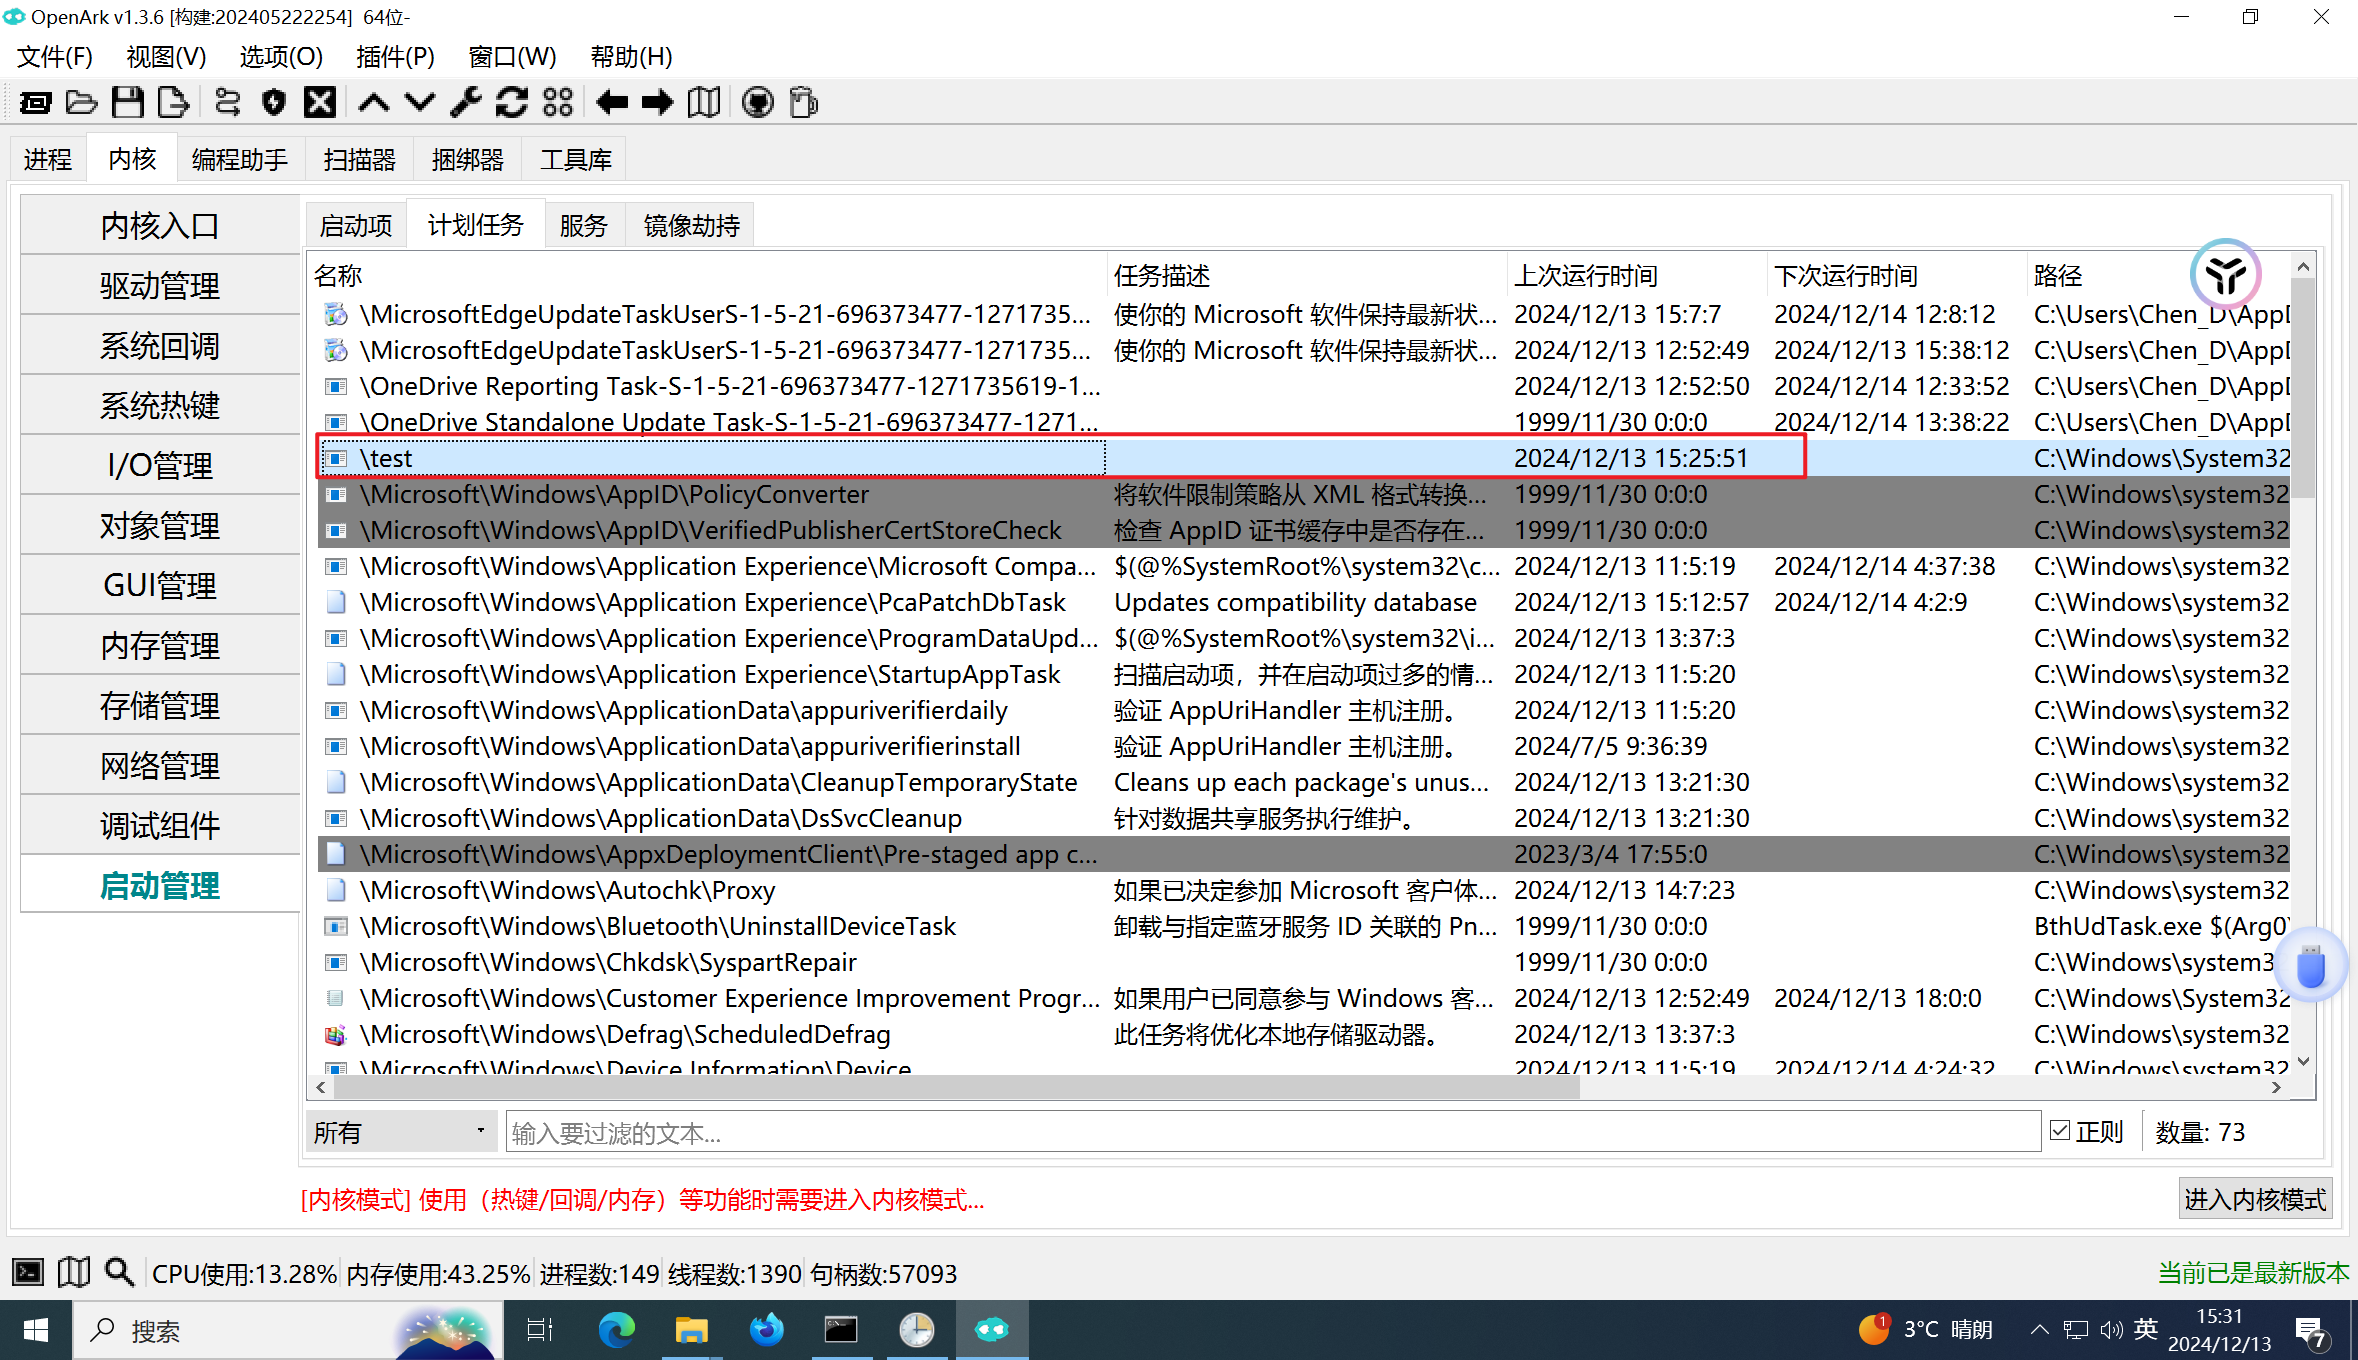 OpenArk v1.3.6 [构建:202405222254]  64位-
文件(F) 视图(V) 选项(O) 插件(P) 窗口(W) 帮助(H)
进程 内核 编程助手 扫描器 捆绑器 工具库
内核入口
驱动管理
系统回调
系统热键
I/O管理
对象管理
GUI管理
内存管理
存储管理
网络管理
调试组件
启动管理
启动项 计划任务 服务 镜像劫持
名称 任务描述 上次运行时间 下次运行时间 路径
\MicrosoftEdgeUpdateTaskUserS-1-5-21-696373477-1271735... 使你的 Microsoft 软件保持最新状... 2024/12/13 15:7:7 2024/12/14 12:8:12 C:\Users\Chen_D\AppD
\MicrosoftEdgeUpdateTaskUserS-1-5-21-696373477-1271735... 使你的 Microsoft 软件保持最新状... 2024/12/13 12:52:49 2024/12/13 15:38:12 C:\Users\Chen_D\AppD
\OneDrive Reporting Task-S-1-5-21-696373477-1271735619-1... 2024/12/13 12:52:50 2024/12/14 12:33:52 C:\Users\Chen_D\AppD
\OneDrive Standalone Update Task-S-1-5-21-696373477-1271... 1999/11/30 0:0:0 2024/12/14 13:38:22 C:\Users\Chen_D\AppD
\test 2024/12/13 15:25:51 C:\Windows\System32
\Microsoft\Windows\AppID\PolicyConverter 将软件限制策略从 XML 格式转换... 1999/11/30 0:0:0 C:\Windows\system32
\Microsoft\Windows\AppID\VerifiedPublisherCertStoreCheck 检查 AppID 证书缓存中是否存在... 1999/11/30 0:0:0 C:\Windows\system32
\Microsoft\Windows\Application Experience\Microsoft Compa... $(@%SystemRoot%\system32\c... 2024/12/13 11:5:19 2024/12/14 4:37:38 C:\Windows\system32
\Microsoft\Windows\Application Experience\PcaPatchDbTask Updates compatibility database 2024/12/13 15:12:57 2024/12/14 4:2:9 C:\Windows\system32
\Microsoft\Windows\Application Experience\ProgramDataUpd... $(@%SystemRoot%\system32\i... 2024/12/13 13:37:3 C:\Windows\system32
\Microsoft\Windows\Application Experience\StartupAppTask 扫描启动项，并在启动项过多的情... 2024/12/13 11:5:20 C:\Windows\system32
\Microsoft\Windows\ApplicationData\appuriverifierdaily 验证 AppUriHandler 主机注册。 2024/12/13 11:5:20 C:\Windows\system32
\Microsoft\Windows\ApplicationData\appuriverifierinstall 验证 AppUriHandler 主机注册。 2024/7/5 9:36:39 C:\Windows\system32
\Microsoft\Windows\ApplicationData\CleanupTemporaryState Cleans up each package's unus... 2024/12/13 13:21:30 C:\Windows\system32
\Microsoft\Windows\ApplicationData\DsSvcCleanup 针对数据共享服务执行维护。 2024/12/13 13:21:30 C:\Windows\system32
\Microsoft\Windows\AppxDeploymentClient\Pre-staged app c... 2023/3/4 17:55:0 C:\Windows\system32
\Microsoft\Windows\Autochk\Proxy 如果已决定参加 Microsoft 客户体... 2024/12/13 14:7:23 C:\Windows\system32
\Microsoft\Windows\Bluetooth\UninstallDeviceTask 卸载与指定蓝牙服务 ID 关联的 Pn... 1999/11/30 0:0:0 BthUdTask.exe $(Arg0)
\Microsoft\Windows\Chkdsk\SyspartRepair 1999/11/30 0:0:0 C:\Windows\system3
\Microsoft\Windows\Customer Experience Improvement Progr... 如果用户已同意参与 Windows 客... 2024/12/13 12:52:49 2024/12/13 18:0:0 C:\Windows\System32
\Microsoft\Windows\Defrag\ScheduledDefrag 此任务将优化本地存储驱动器。 2024/12/13 13:37:3 C:\Windows\system32
\Microsoft\Windows\Device Information\Device 2024/12/13 11:5:19 2024/12/14 4:24:32 C:\Windows\system32
所有 输入要过滤的文本... 正则 数量: 73
[内核模式] 使用（热键/回调/内存）等功能时需要进入内核模式... 进入内核模式
CPU使用:13.28% 内存使用:43.25% 进程数:149 线程数:1390 句柄数:57093 当前已是最新版本
搜索 1 3°C 晴朗 英 15:31 7
2024/12/13